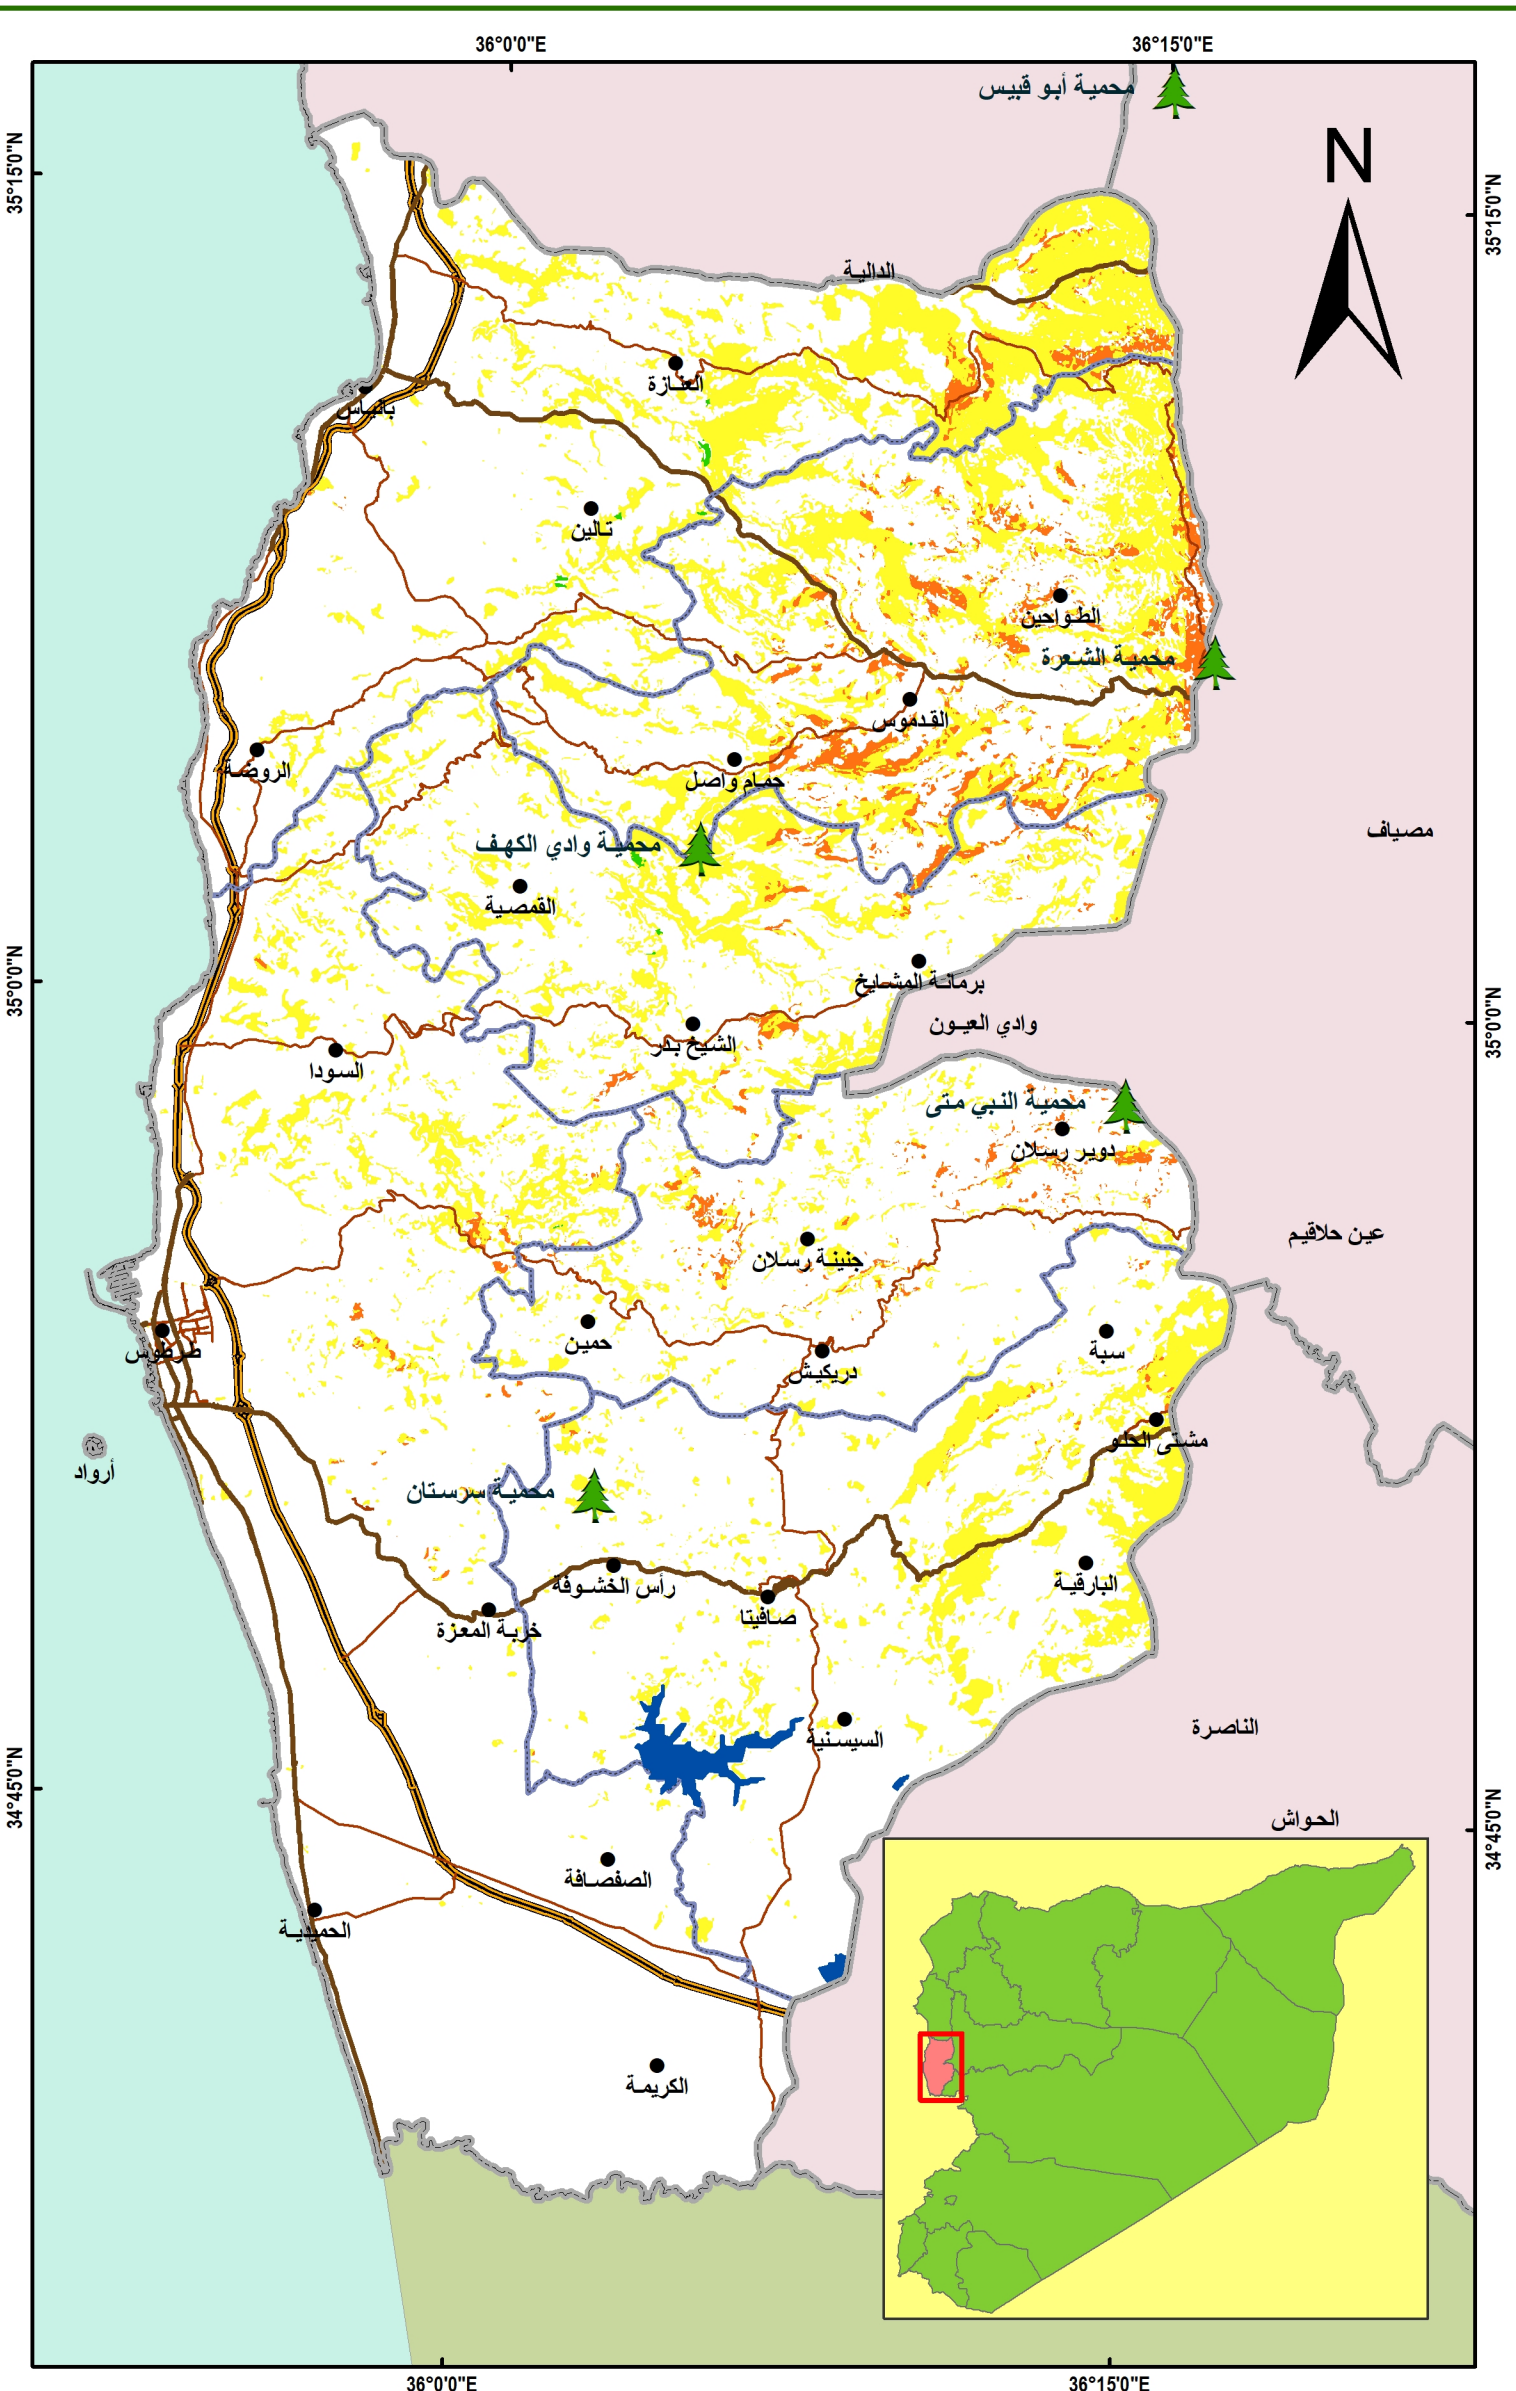 36°0'0"E
36°15'0"E
محمية أبو قبيس
N
35°15'0"N
35°15'0"N
الدالية
العنازة
بانياس
تالين
الطواحين
محمية الشعرة
القدموس
الروضة
حمام واصل
مصياف
محمية وادي الكهف
القمصية
برمانة المشايخ
35°0'0"N
وادي العيون
35°0'0"N
الشيخ بدر
السودا
محمية النبي متى
دوير رسلان
عين حلاقيم
جنينة رسلان
حمين
سبة
طرطوس
دريكيش
مشتى الحلو
أرواد
محمية سرستان
البارقية
رأس الخشوفة
صافيتا
خربة المعزة
الناصرة
السيسنية
34°45'0"N
34°45'0"N
الحواش
الصفصافة
الحميدية
الكريمة
36°0'0"E
36°15'0"E